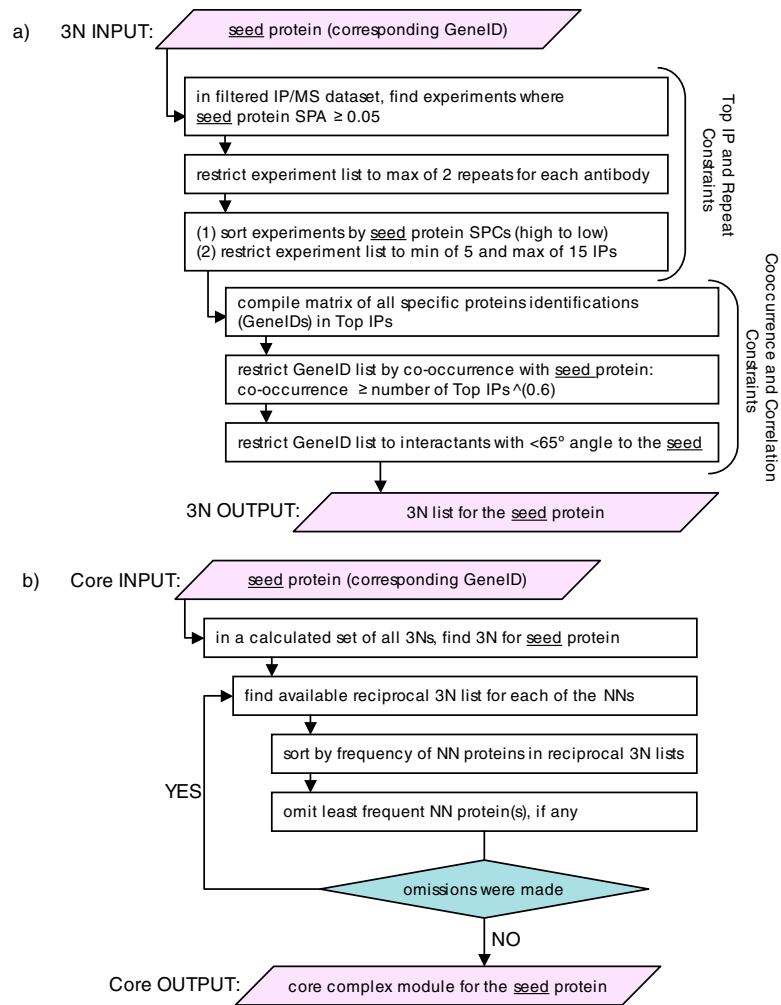 a) 3N INPUT: seed protein (corresponding GeneID)
in filtered IP/MS dataset, find experiments where
seed protein SPA ≥ 0.05
restrict experiment list to max of 2 repeats for each antibody
(1) sort experiments by seed protein SPCs (high to low)
(2) restrict experiment list to min of 5 and max of 15 IPs
Top IP and Repeat
Constraints
compile matrix of all specific proteins identifications
(GeneIDs) in Top IPs
restrict GeneID list by co-occurrence with seed protein:
co-occurrence ≥ number of Top IPs ^(0.6)
restrict GeneID list to interactants with <65º angle to the seed
Cooccurrence and Correlation
Constraints
3N OUTPUT: 3N list for the seed protein
b) Core INPUT: seed protein (corresponding GeneID)
in a calculated set of all 3Ns, find 3N for seed protein
find available reciprocal 3N list for each of the NNs
sort by frequency of NN proteins in reciprocal 3N lists
YES
omit least frequent NN protein(s), if any
omissions were made
NO
Core OUTPUT: core complex module for the seed protein